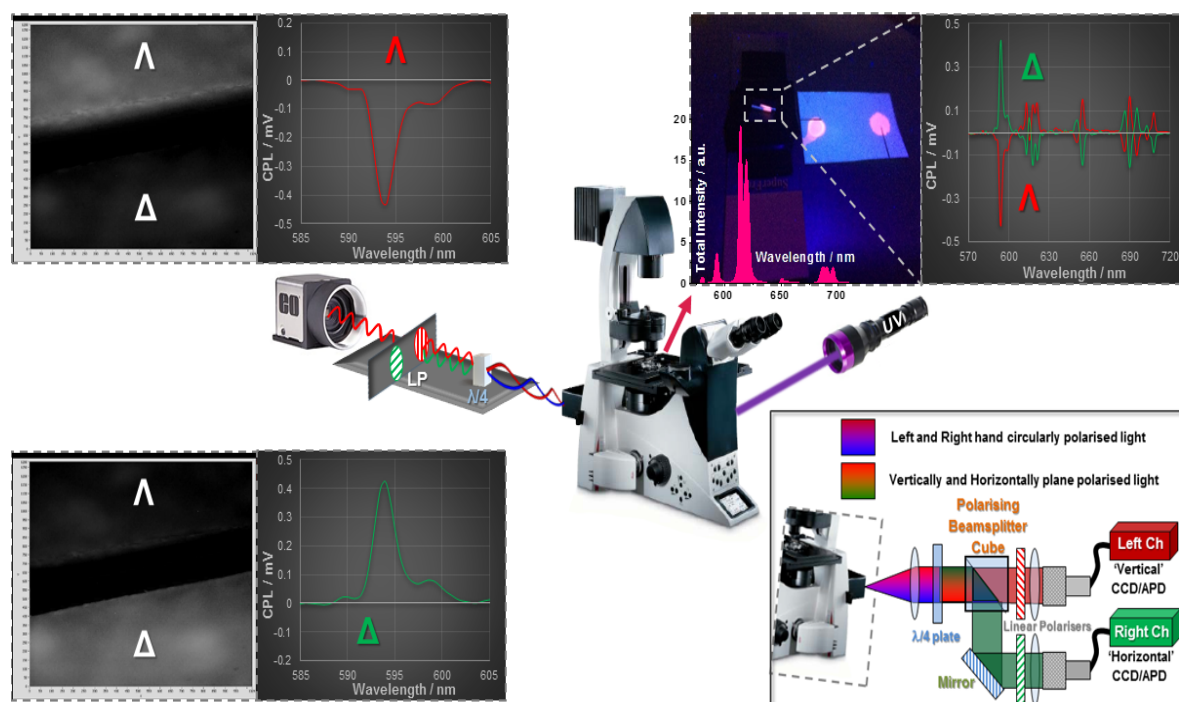 Λ
Δ
CPL / mV
0.2
0.1
0
-0.1
-0.2
-0.3
-0.4
-0.5
Λ
585
590
595
600
605
Wavelength / nm
Total Intensity / a.u.
20
15
10
5
0
Wavelength / nm
600
650
700
CPL / mV
0.5
0.3
0.1
-0.1
-0.3
-0.5
Δ
Λ
570
600
630
660
690
720
Wavelength / nm
eo
LP
λ/4
UV
Λ
Δ
CPL / mV
0.5
0.4
0.3
0.2
0.1
0
-0.1
-0.2
Δ
585
590
595
600
605
Wavelength / nm
Left and Right hand circularly polarised light
Vertically and Horizontally plane polarised light
Polarising
Beamsplitter
Cube
Left Ch
'Vertical'
CCD/APD
λ/4 plate
Linear Polarisers
Right Ch
'Horizontal'
CCD/APD
Mirror